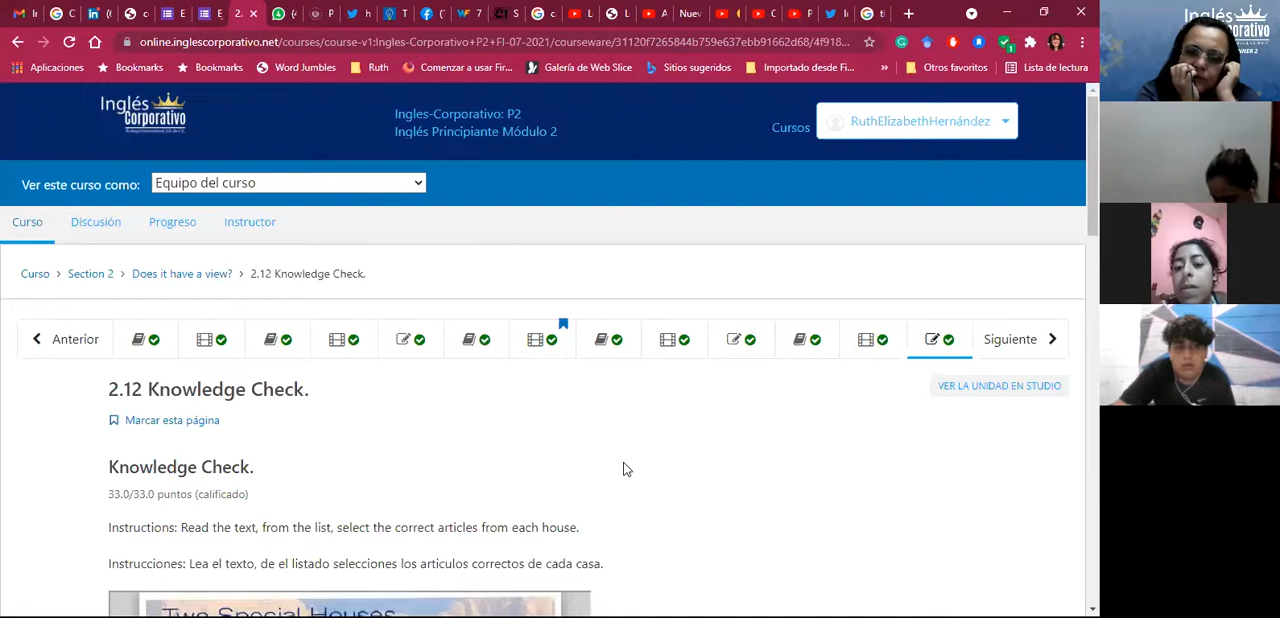 online.inglescorporativo.net/courses/course-v1:Ingles-Corporativo+P2+FI-07-2021/courseware/31120f7265844b759e637ebb91662d68/4f918...
Aplicaciones Bookmarks Bookmarks Word Jumbles Ruth Comenzar a usar Fir... Galería de Web Slice Sitios sugeridos Importado desde Fi... » Otros favoritos Lista de lectura
Inglés
Corporativo
Ingles-Corporativo: P2
Inglés Principiante Módulo 2
Cursos
RuthElizabethHernández
Ver este curso como: Equipo del curso
Curso Discusión Progreso Instructor
Curso > Section 2 > Does it have a view? > 2.12 Knowledge Check.
Anterior
Siguiente
2.12 Knowledge Check.
VER LA UNIDAD EN STUDIO
Marcar esta página
Knowledge Check.
33.0/33.0 puntos (calificado)
Instructions: Read the text, from the list, select the correct articles from each house.
Instrucciones: Lea el texto, de el listado selecciones los articulos correctos de cada casa.
Two Special Houses